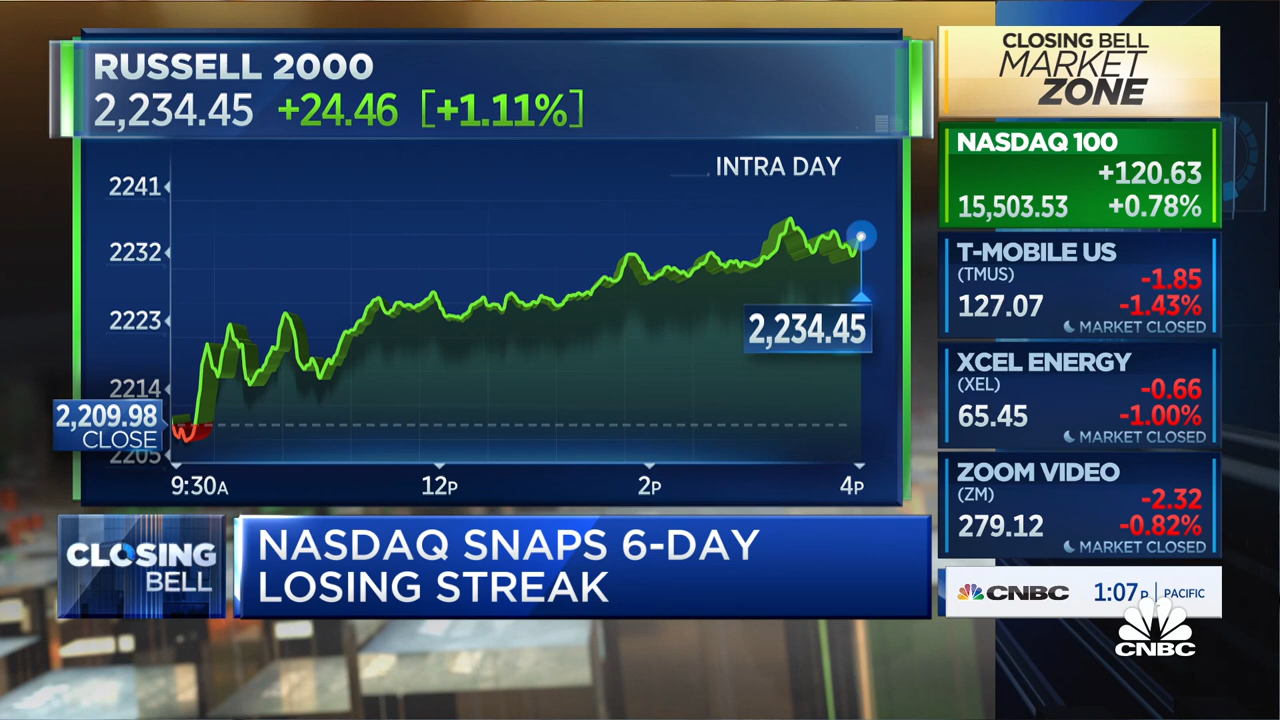 RUSSELL 2000
2,234.45 +24.46 [+1.11%]
INTRA DAY
2241
2232
2223
2214
2205
2,209.98
CLOSE
2,234.45
9:30A
12P
2P
4P
CLOSING
BELL
NASDAQ SNAPS 6-DAY
LOSING STREAK
CLOSING BELL
MARKET
ZONE
NASDAQ 100
+120.63
15,503.53 +0.78%
T-MOBILE US
(TMUS) -1.85
127.07 -1.43%
MARKET CLOSED
XCEL ENERGY
(XEL) -0.66
65.45 -1.00%
MARKET CLOSED
ZOOM VIDEO
(ZM) -2.32
279.12 -0.82%
MARKET CLOSED
CNBC 1:07P PACIFIC
CNBC